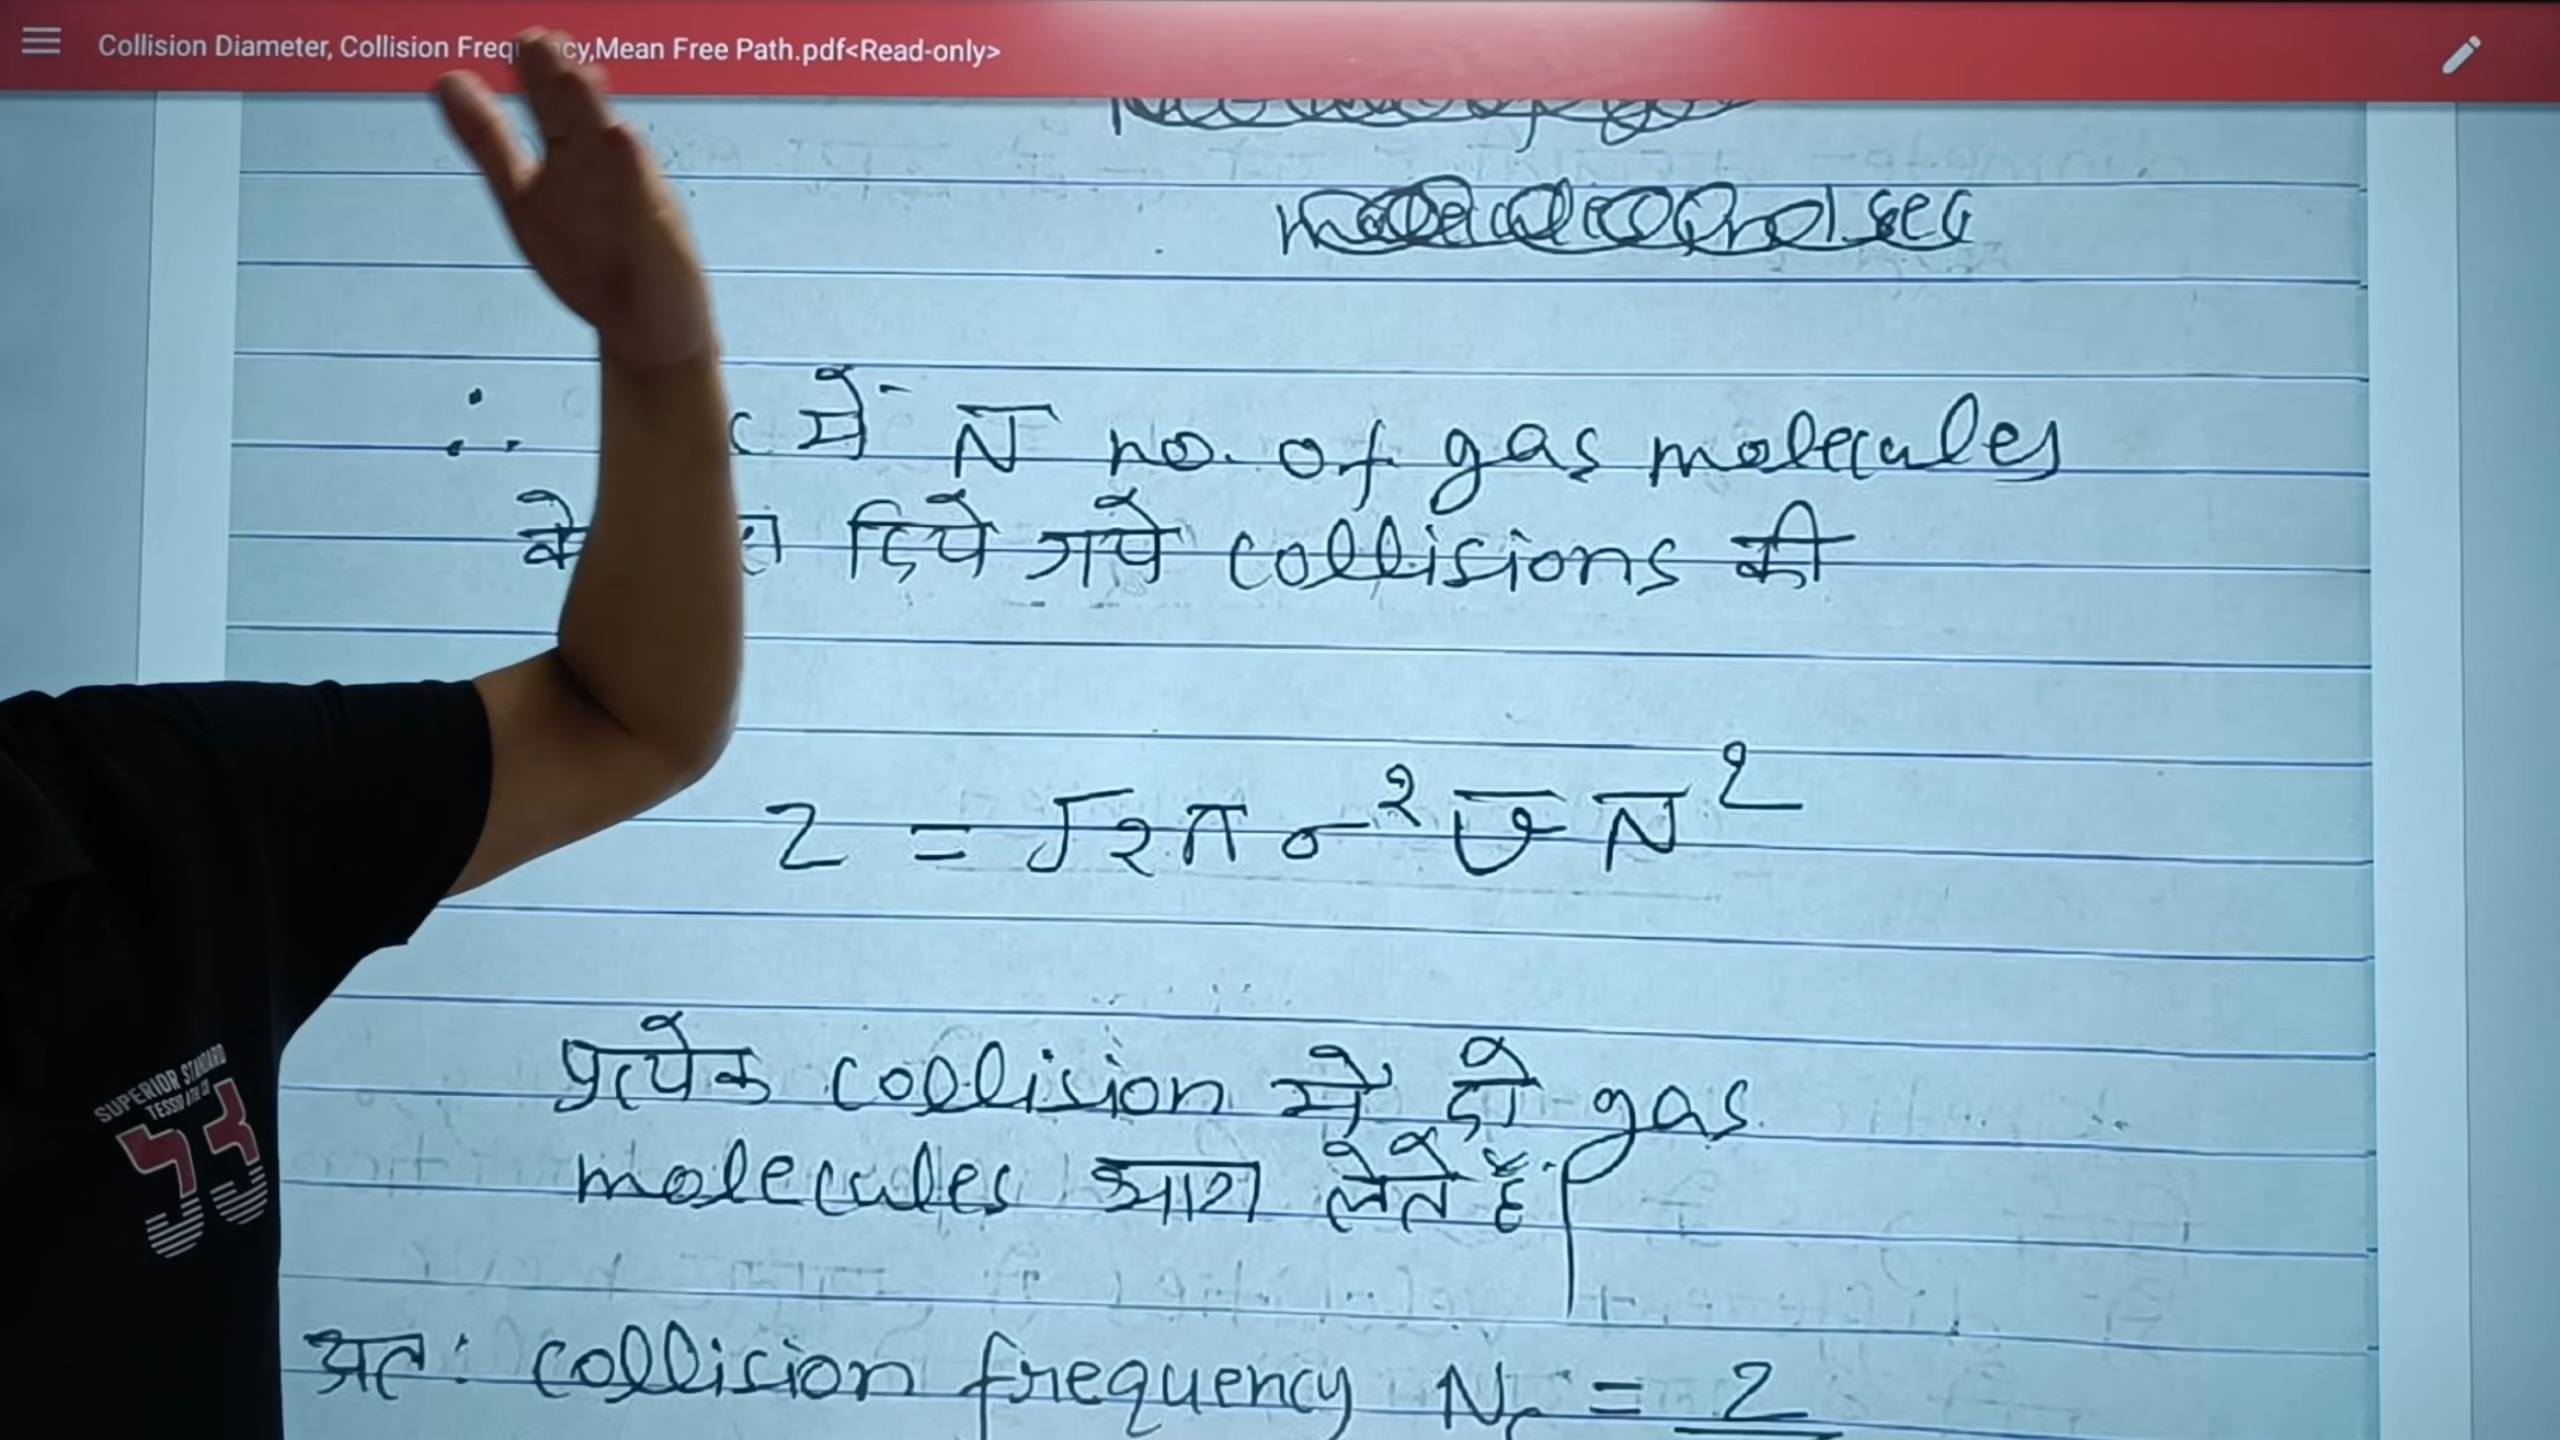 Collision Diameter, Collision Freq cy,Mean Free Path.pdf<Read-only>
∴ में N̅ no. of gas molecules
के दिये गये collisions की
Z = √2 π σ² v̅ N̅²
प्रत्येक collision में दो gas
molecules भाग लेते हैं।
अतः collision frequency Nc = Z
SUPERIOR STANDARD